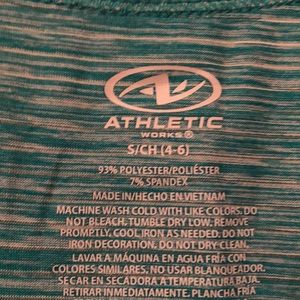 ATHLETIC
WORKS®
S/CH (4-6)
93% POLYESTER/POLIÉSTER
7% SPANDEX
MADE IN/HECHO EN VIETNAM
MACHINE WASH COLD WITH LIKE COLORS. DO
NOT BLEACH. TUMBLE DRY LOW. REMOVE
PROMPTLY. COOL IRON AS NEEDED. DO NOT
IRON DECORATION. DO NOT DRY CLEAN.
LAVAR A MÁQUINA EN AGUA FRÍA CON
COLORES SIMILARES. NO USAR BLANQUEADOR.
SECAR EN SECADORA A TEMPERATURA BAJA.
RETIRAR INMEDIATAMENTE. PLANCHA FRÍA